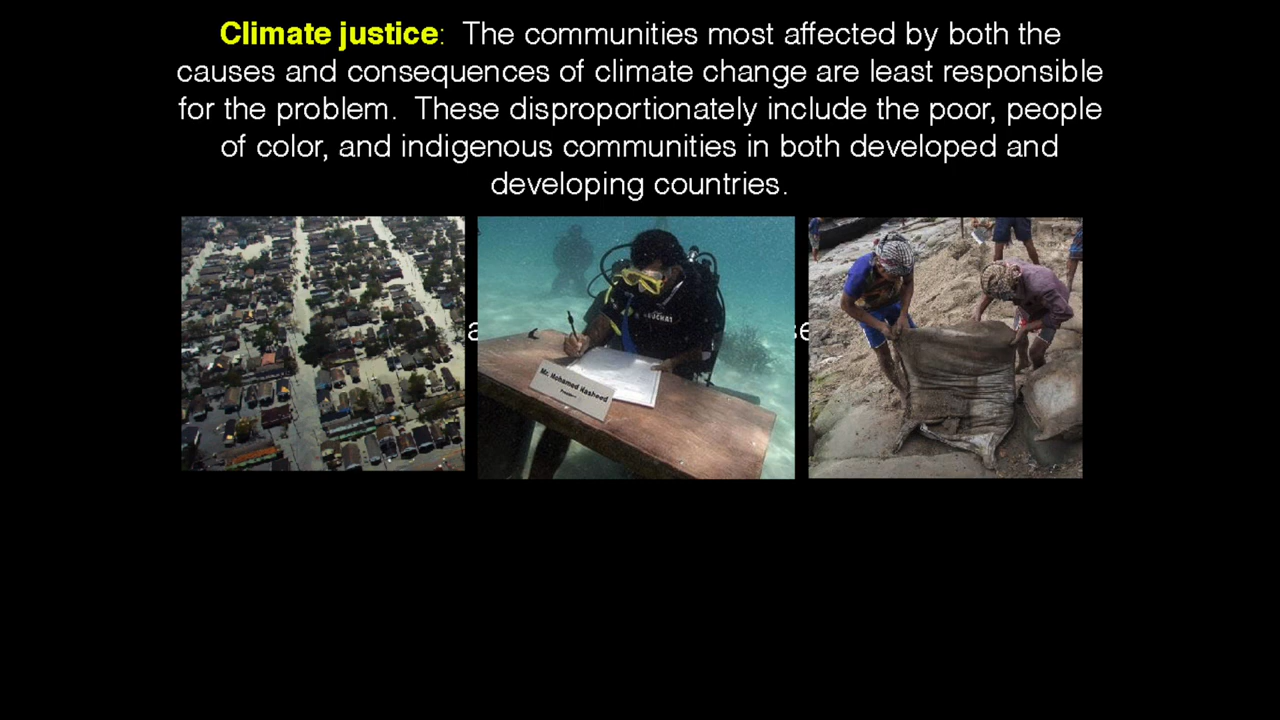 Climate justice:  The communities most affected by both the
causes and consequences of climate change are least responsible
for the problem.  These disproportionately include the poor, people
of color, and indigenous communities in both developed and
developing countries.
Mr. Mohamed Nasheed
President